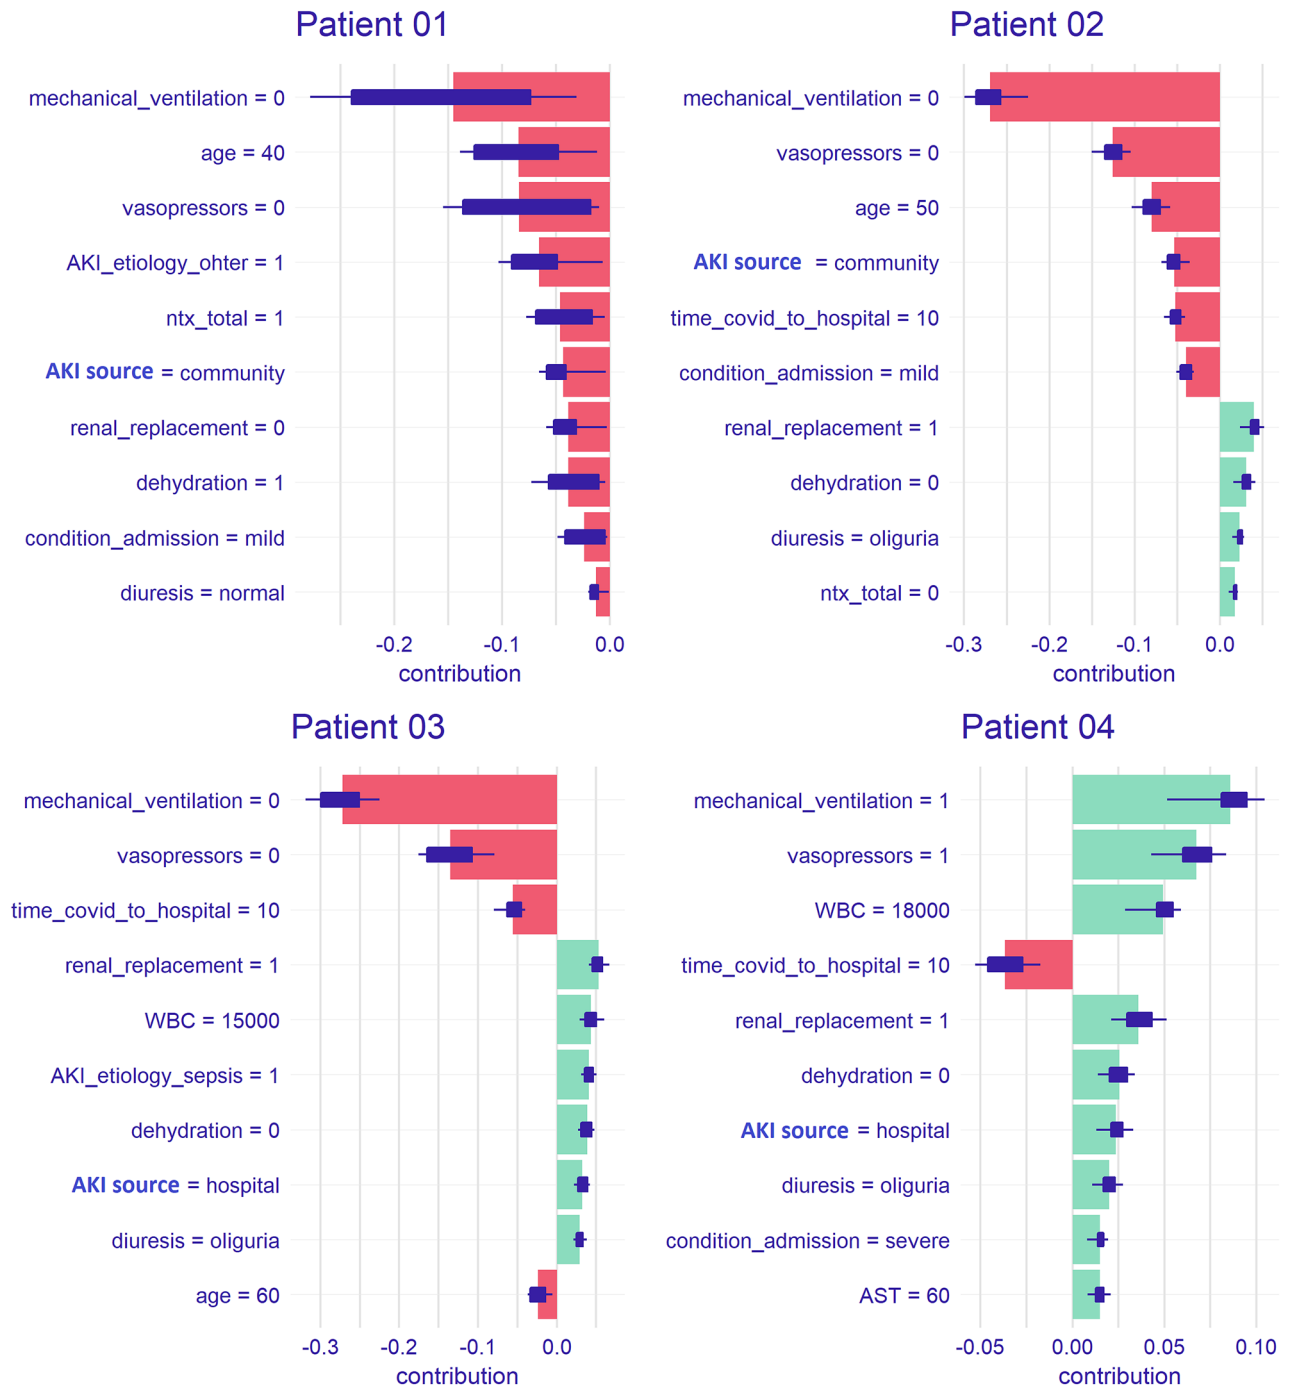 Patient 01
mechanical_ventilation = 0
age = 40
vasopressors = 0
AKI_etiology_ohter = 1
ntx_total = 1
AKI source = community
renal_replacement = 0
dehydration = 1
condition_admission = mild
diuresis = normal
-0.2 -0.1 0.0
contribution
Patient 02
mechanical_ventilation = 0
vasopressors = 0
age = 50
AKI source = community
time_covid_to_hospital = 10
condition_admission = mild
renal_replacement = 1
dehydration = 0
diuresis = oliguria
ntx_total = 0
-0.3 -0.2 -0.1 0.0
contribution
Patient 03
mechanical_ventilation = 0
vasopressors = 0
time_covid_to_hospital = 10
renal_replacement = 1
WBC = 15000
AKI_etiology_sepsis = 1
dehydration = 0
AKI source = hospital
diuresis = oliguria
age = 60
-0.3 -0.2 -0.1 0.0
contribution
Patient 04
mechanical_ventilation = 1
vasopressors = 1
WBC = 18000
time_covid_to_hospital = 10
renal_replacement = 1
dehydration = 0
AKI source = hospital
diuresis = oliguria
condition_admission = severe
AST = 60
-0.05 0.00 0.05 0.10
contribution